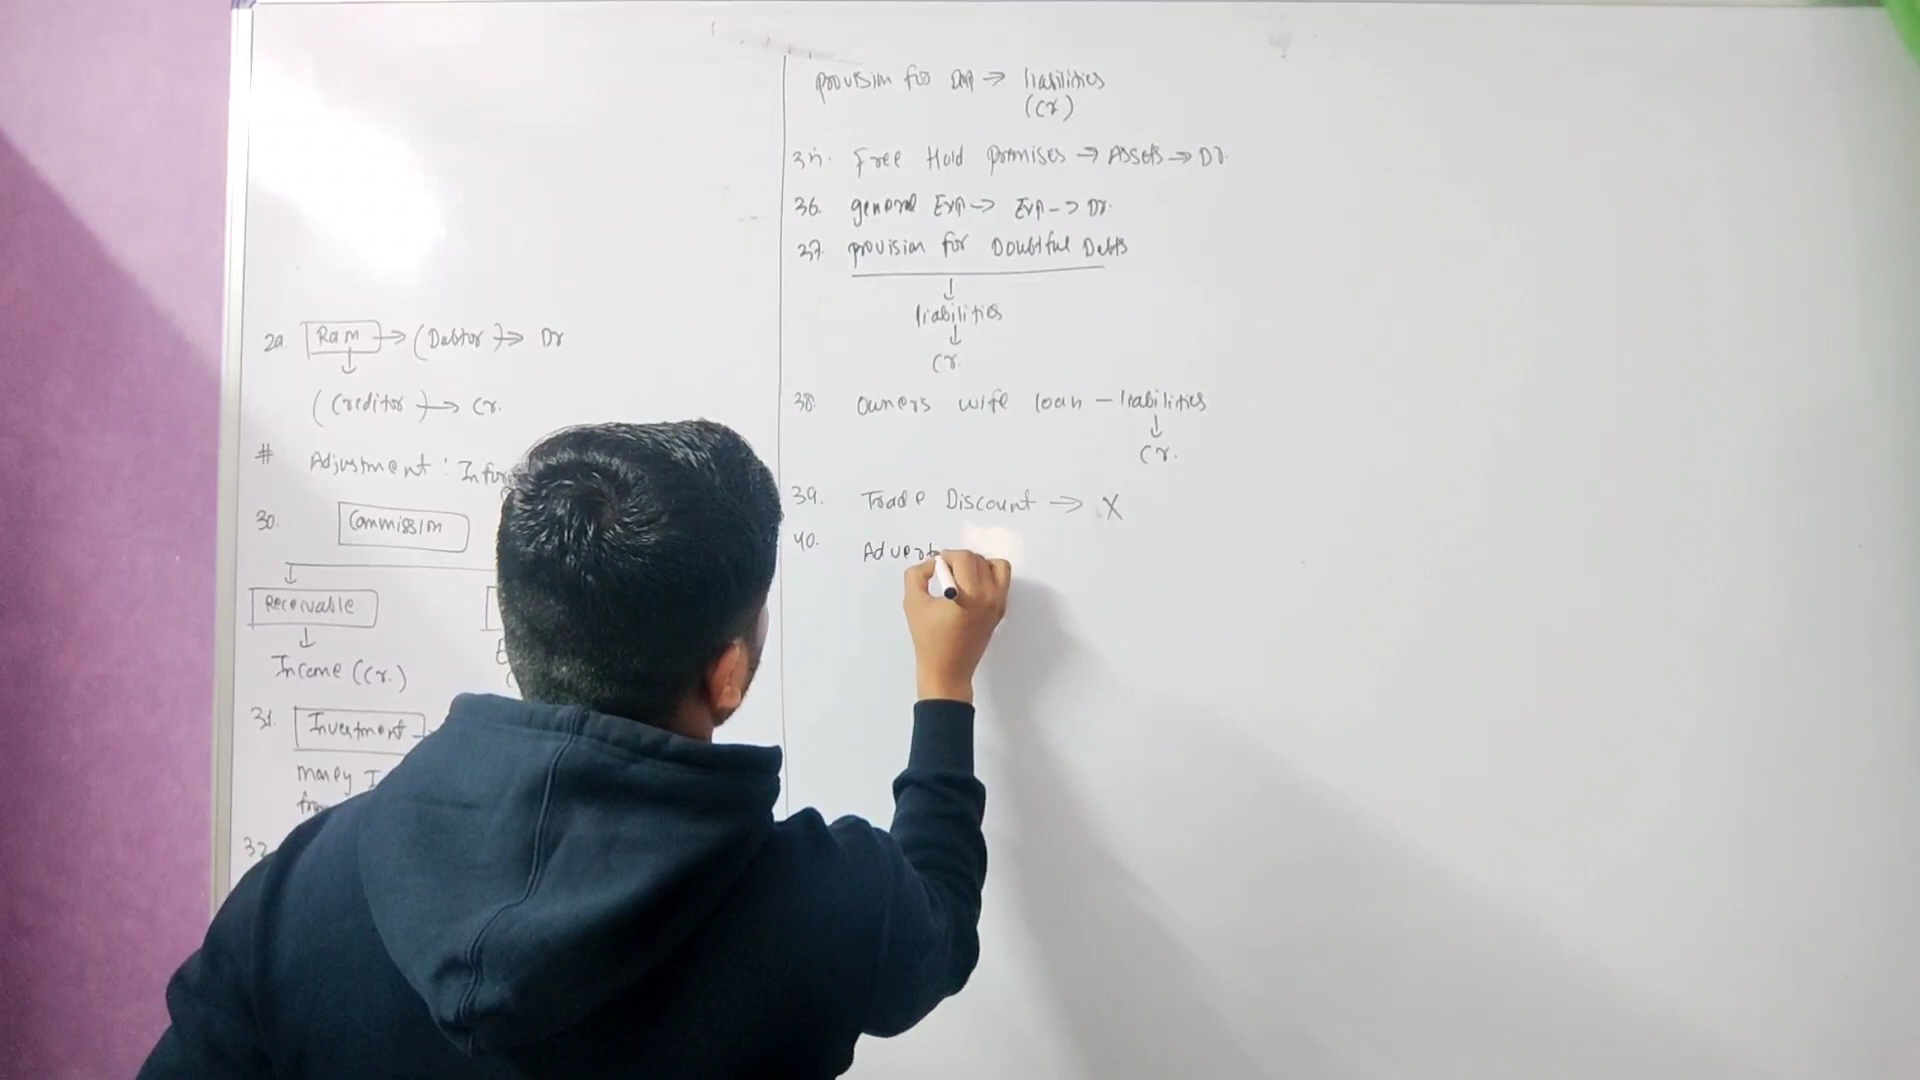 29. Ram → (Debtor) → Dr
(Creditor) → Cr.
# Adjustment :
30. Commission
Receivable
Income (Cr.)
31. Investment
money
32
provision for → liabilities
(Cr)
35. Free Hold premises → Assets → Dr.
36. general Exp → Exp → Dr.
37. provision for Doubtful Debts
↓
liabilities
↓
Cr.
38. owners wife loan – liabilities
↓
Cr.
39. Trade Discount → X
40. Advert